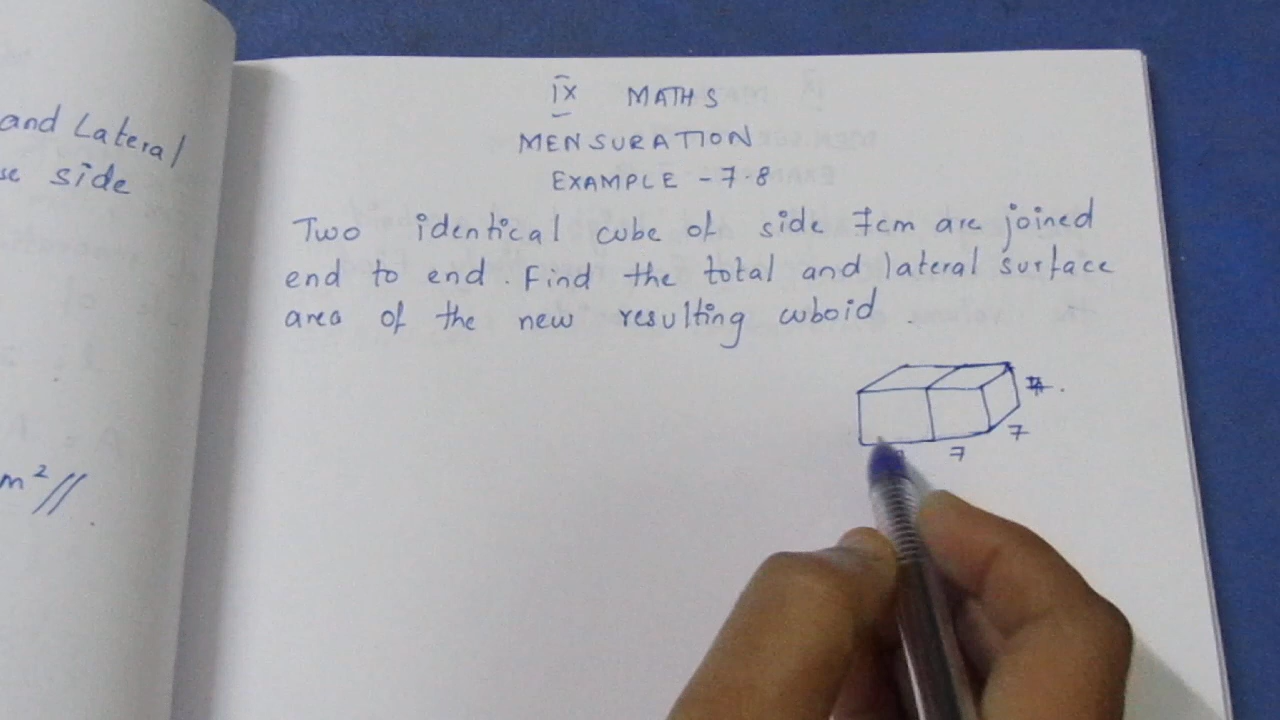 and Lateral
side
m²//.
IX MATHS
MENSURATION
EXAMPLE - 7.8
Two identical cube of side 7cm are joined
end to end. Find the total and lateral surface
area of the new resulting cuboid.
7
7